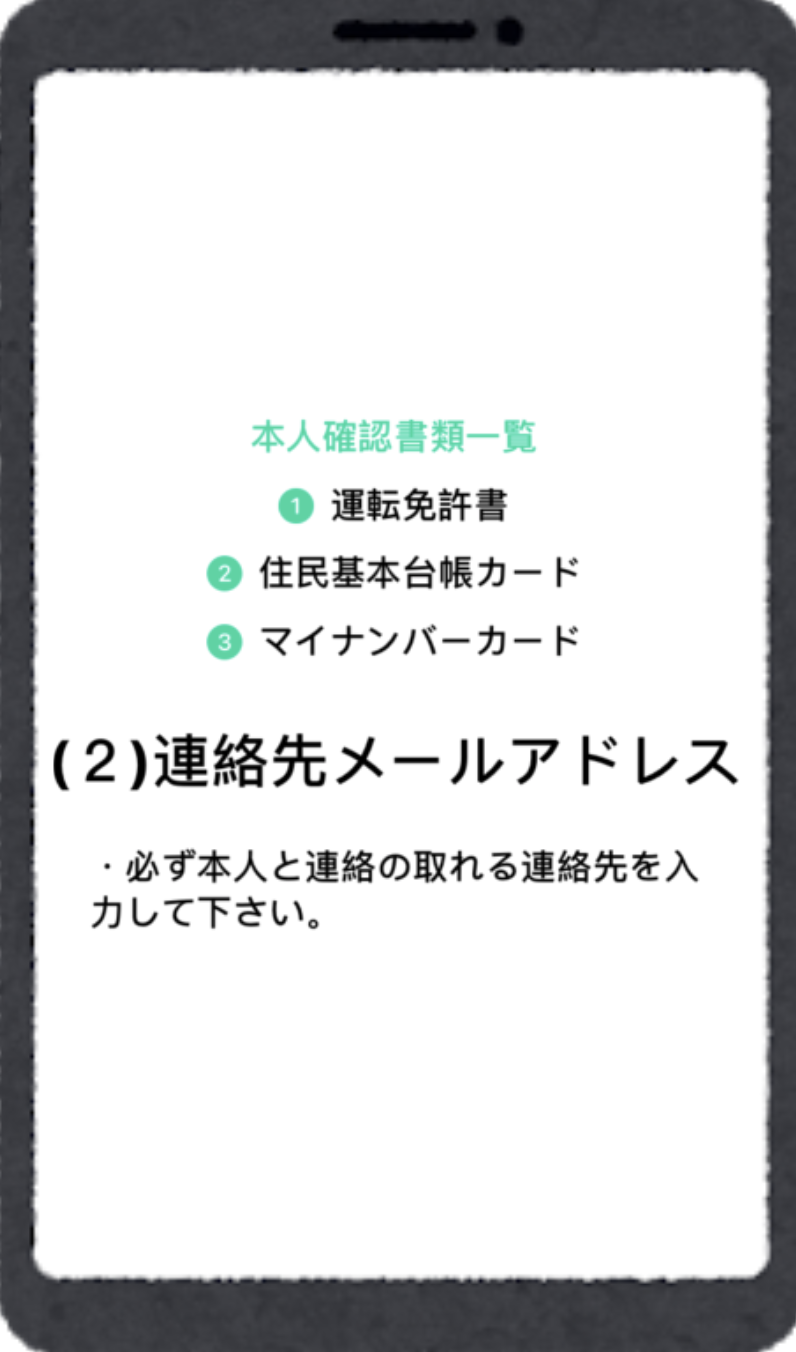 本人確認書類一覧
1 運転免許書
2 住民基本台帳カード
3 マイナンバーカード
(２)連絡先メールアドレス
・必ず本人と連絡の取れる連絡先を入
力して下さい。